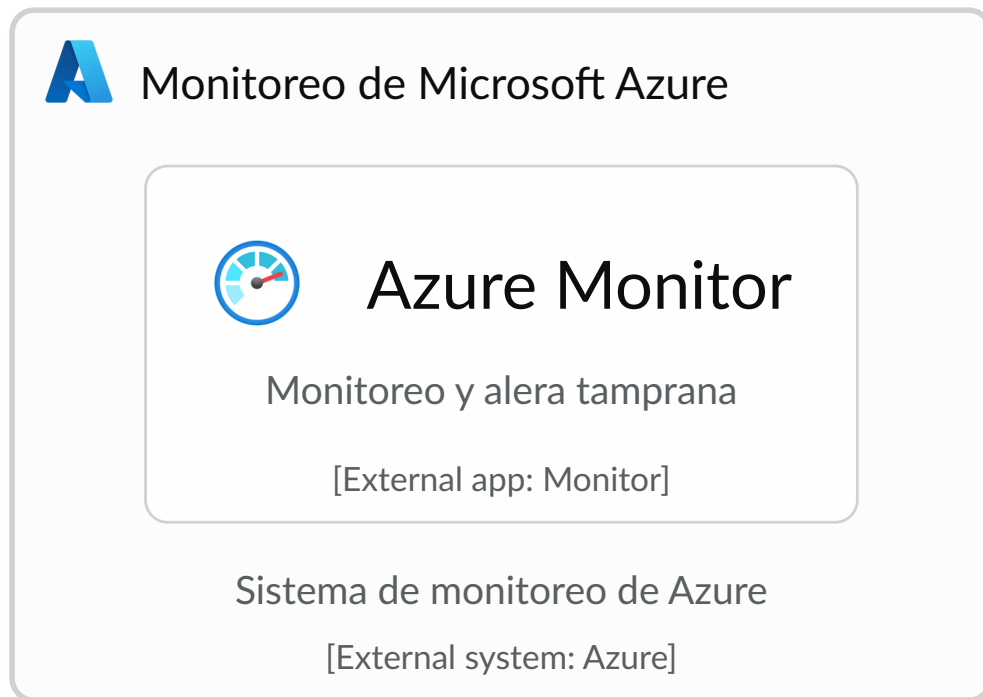 Monitoreo de Microsoft Azure
Azure Monitor
Monitoreo y alera tamprana
[External app: Monitor]
Sistema de monitoreo de Azure
[External system: Azure]